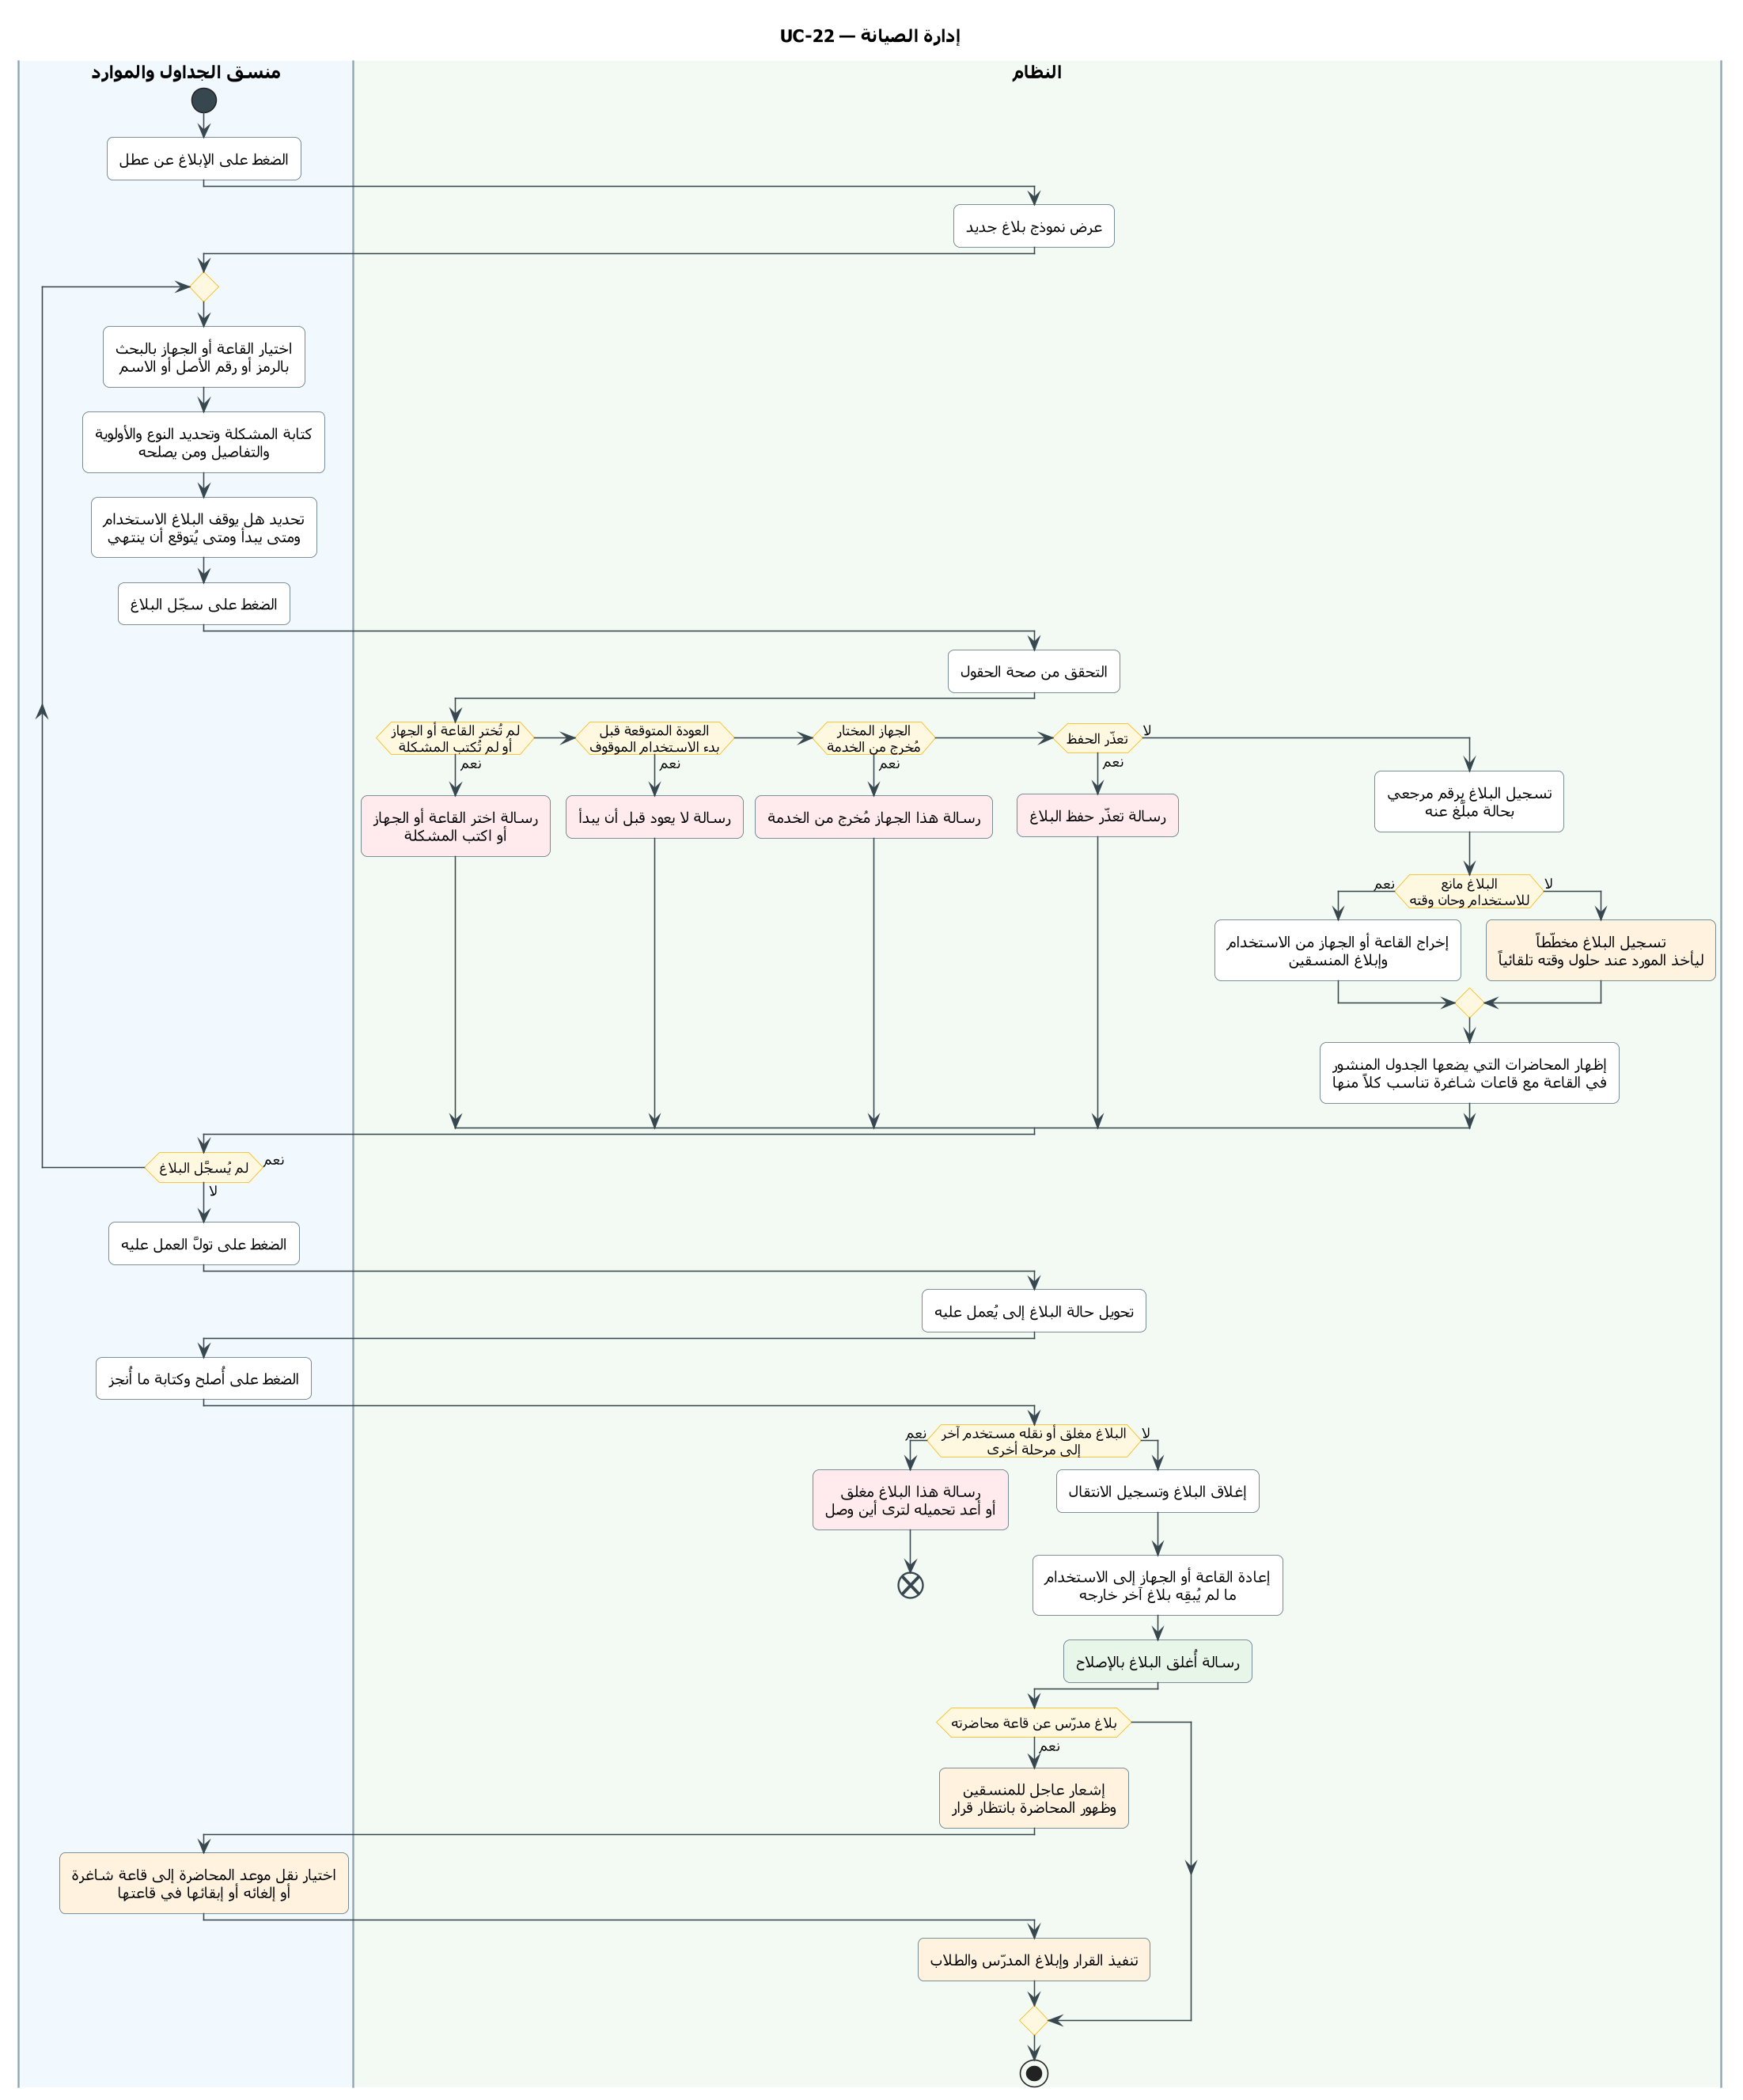 إدارة الصيانة — UC-22
منسق الجداول والموارد
النظام
الضغط على الإبلاغ عن عطل
عرض نموذج بلاغ جديد
اختيار القاعة أو الجهاز بالبحث
بالرمز أو رقم الأصل أو الاسم
كتابة المشكلة وتحديد النوع والأولوية
والتفاصيل ومن يصلحه
تحديد هل يوقف البلاغ الاستخدام
ومتى يبدأ ومتى يُتوقع أن ينتهي
الضغط على سجّل البلاغ
التحقق من صحة الحقول
لم تُختر القاعة أو الجهاز
أو لم تُكتب المشكلة
نعم
رسالة اختر القاعة أو الجهاز
أو اكتب المشكلة
العودة المتوقعة قبل
بدء الاستخدام الموقوف
نعم
رسالة لا يعود قبل أن يبدأ
الجهاز المختار
مُخرج من الخدمة
نعم
رسالة هذا الجهاز مُخرج من الخدمة
تعذّر الحفظ
نعم
لا
رسالة تعذّر حفظ البلاغ
تسجيل البلاغ برقم مرجعي
بحالة مبلَّغ عنه
البلاغ مانع
للاستخدام وحان وقته
نعم
لا
إخراج القاعة أو الجهاز من الاستخدام
وإبلاغ المنسقين
تسجيل البلاغ مخطّطاً
ليأخذ المورد عند حلول وقته تلقائياً
إظهار المحاضرات التي يضعها الجدول المنشور
في القاعة مع قاعات شاغرة تناسب كلاً منها
لم يُسجَّل البلاغ
نعم
لا
الضغط على تولَّ العمل عليه
تحويل حالة البلاغ إلى يُعمل عليه
الضغط على أُصلح وكتابة ما أُنجز
البلاغ مغلق أو نقله مستخدم آخر
إلى مرحلة أخرى
نعم
لا
رسالة هذا البلاغ مغلق
أو أعد تحميله لترى أين وصل
إغلاق البلاغ وتسجيل الانتقال
إعادة القاعة أو الجهاز إلى الاستخدام
ما لم يُبقِه بلاغ آخر خارجه
رسالة أُغلق البلاغ بالإصلاح
بلاغ مدرّس عن قاعة محاضرته
نعم
إشعار عاجل للمنسقين
وظهور المحاضرة بانتظار قرار
اختيار نقل موعد المحاضرة إلى قاعة شاغرة
أو إلغائه أو إبقائها في قاعتها
تنفيذ القرار وإبلاغ المدرّس والطلاب